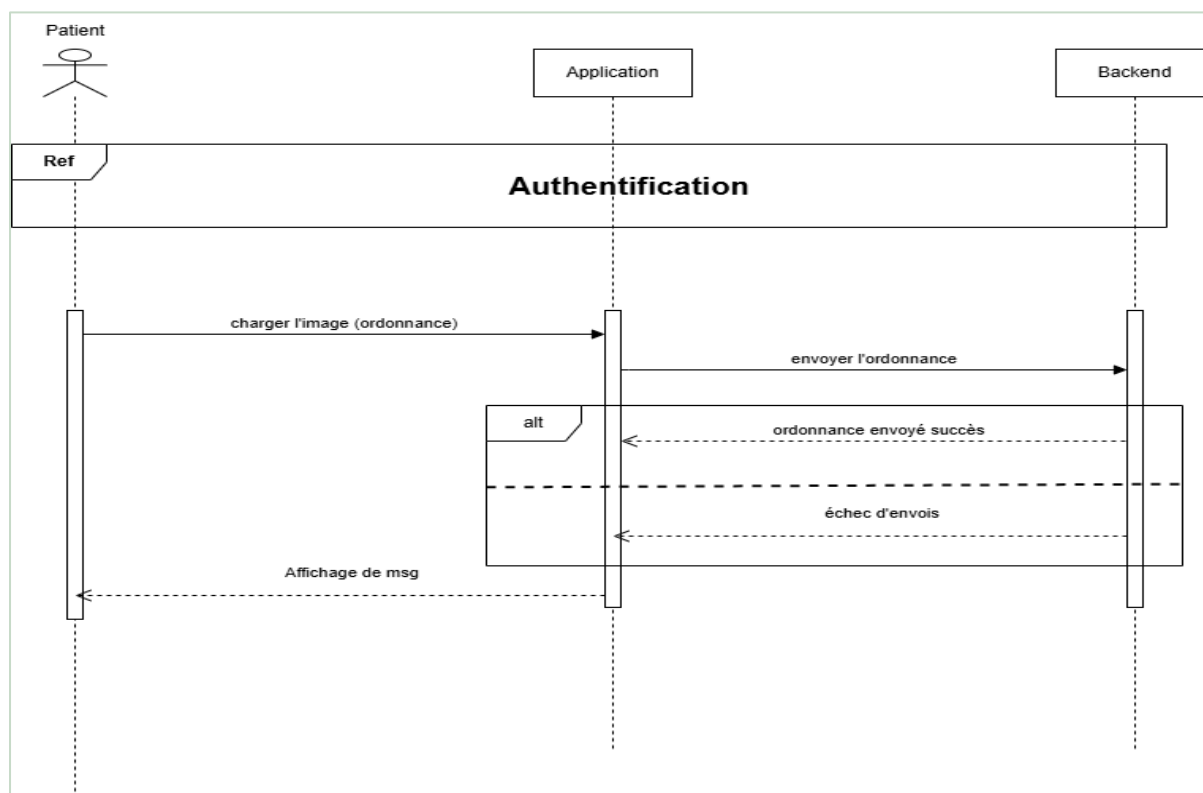 Patient
Application
Backend
Ref
Authentification
charger l'image (ordonnance)
envoyer l'ordonnance
alt
ordonnance envoyé succès
échec d'envois
Affichage de msg